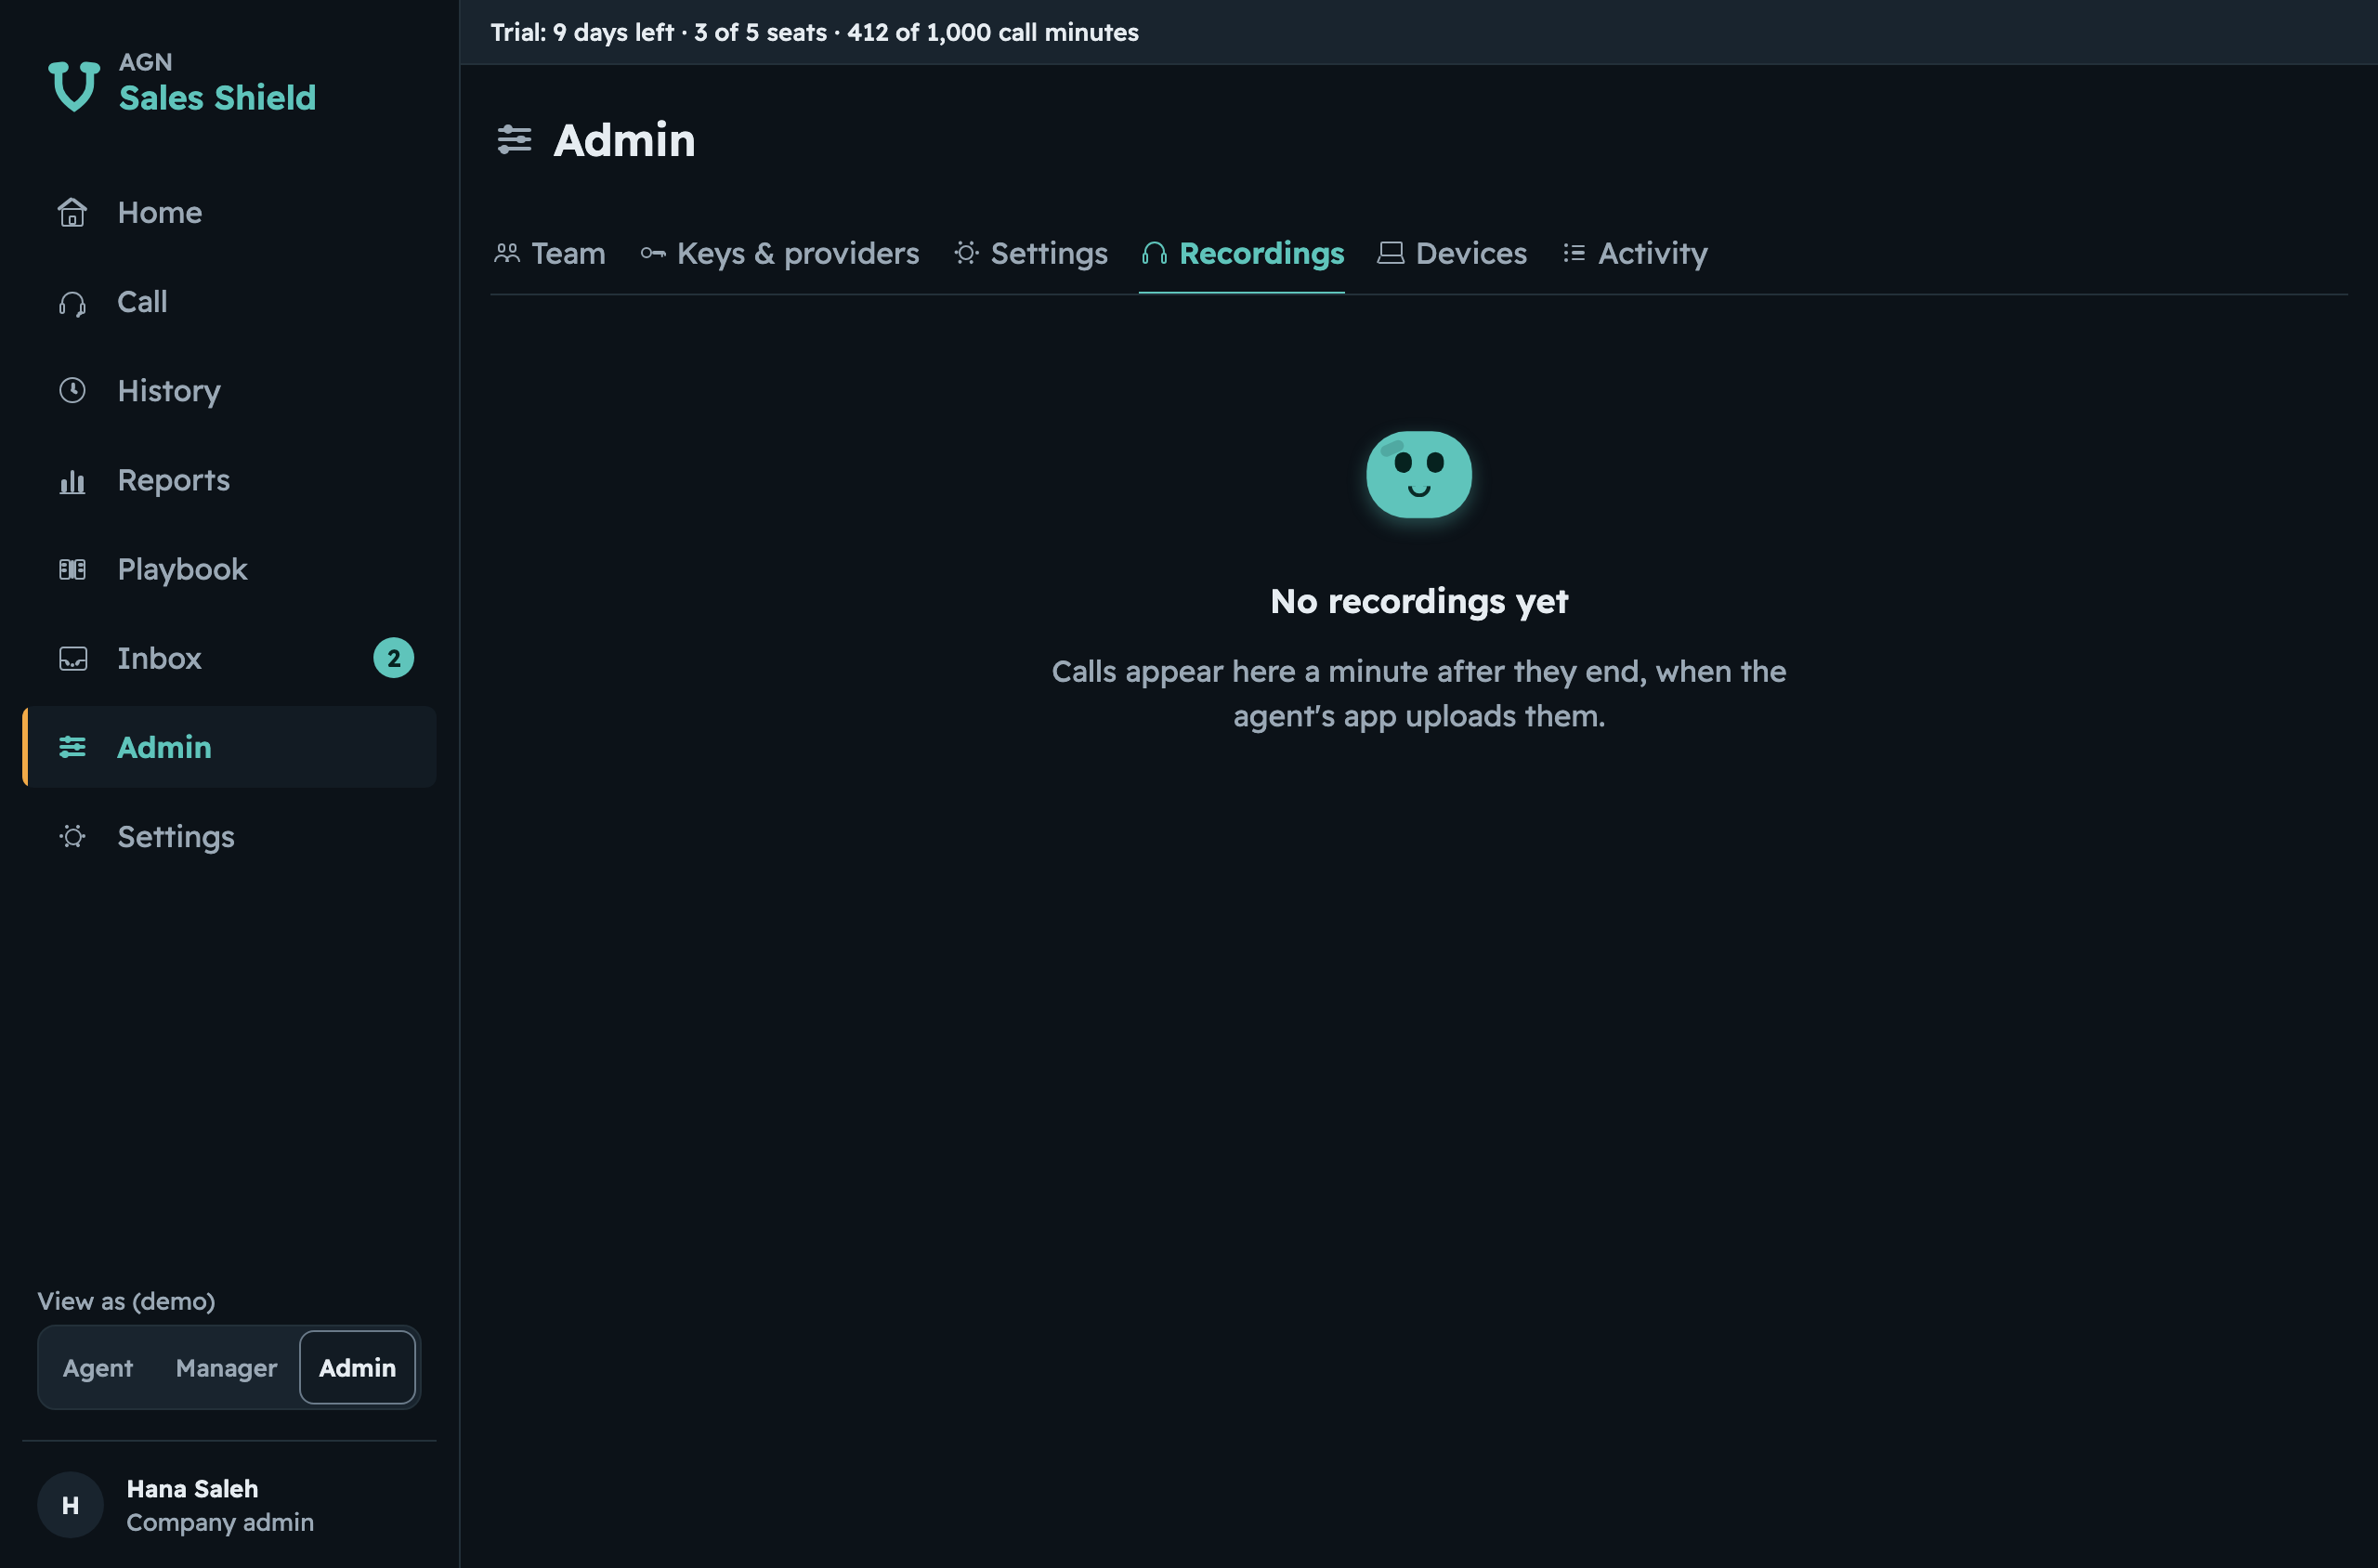 AGN
Sales Shield
Home
Call
History
Reports
Playbook
Inbox 2
Admin
Settings
View as (demo)
Agent Manager Admin
H
Hana Saleh
Company admin
Trial: 9 days left · 3 of 5 seats · 412 of 1,000 call minutes
Admin
Team Keys & providers Settings Recordings Devices Activity
No recordings yet
Calls appear here a minute after they end, when the
agent's app uploads them.